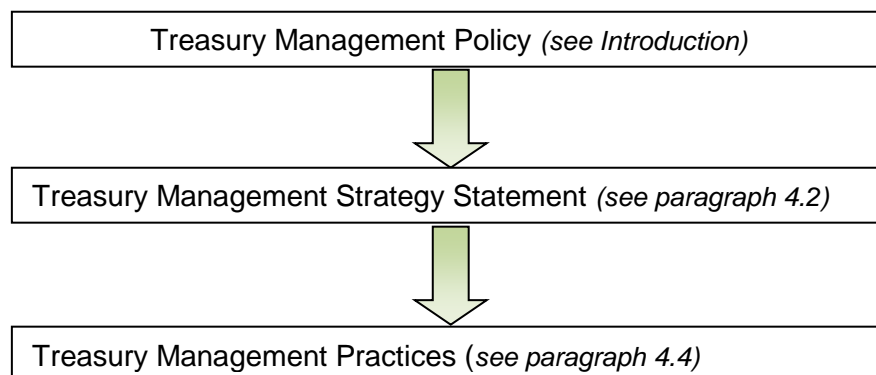 Treasury Management Policy (see Introduction)
Treasury Management Strategy Statement (see paragraph 4.2)
Treasury Management Practices (see paragraph 4.4)